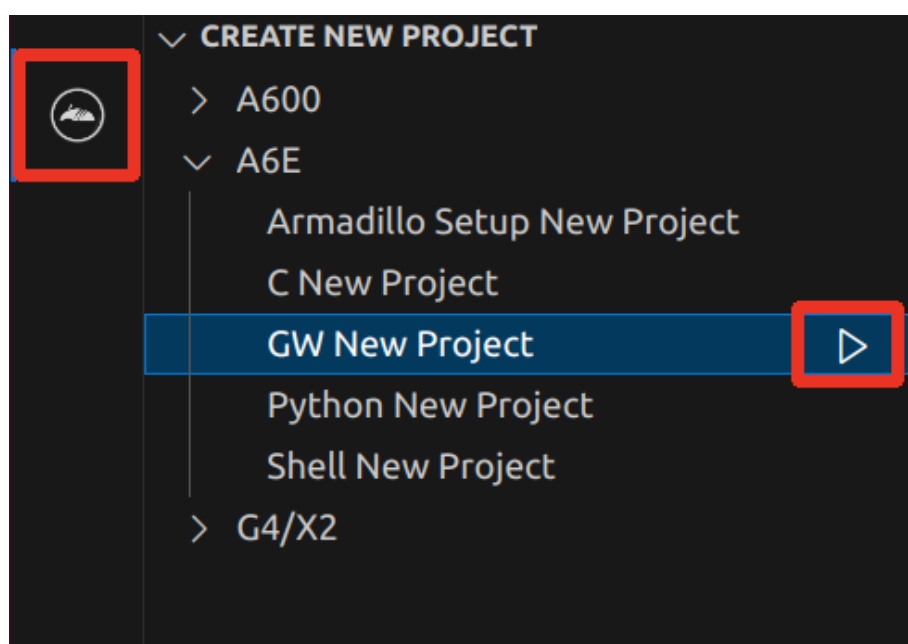 CREATE NEW PROJECT
A600
A6E
Armadillo Setup New Project
C New Project
GW New Project
Python New Project
Shell New Project
G4/X2